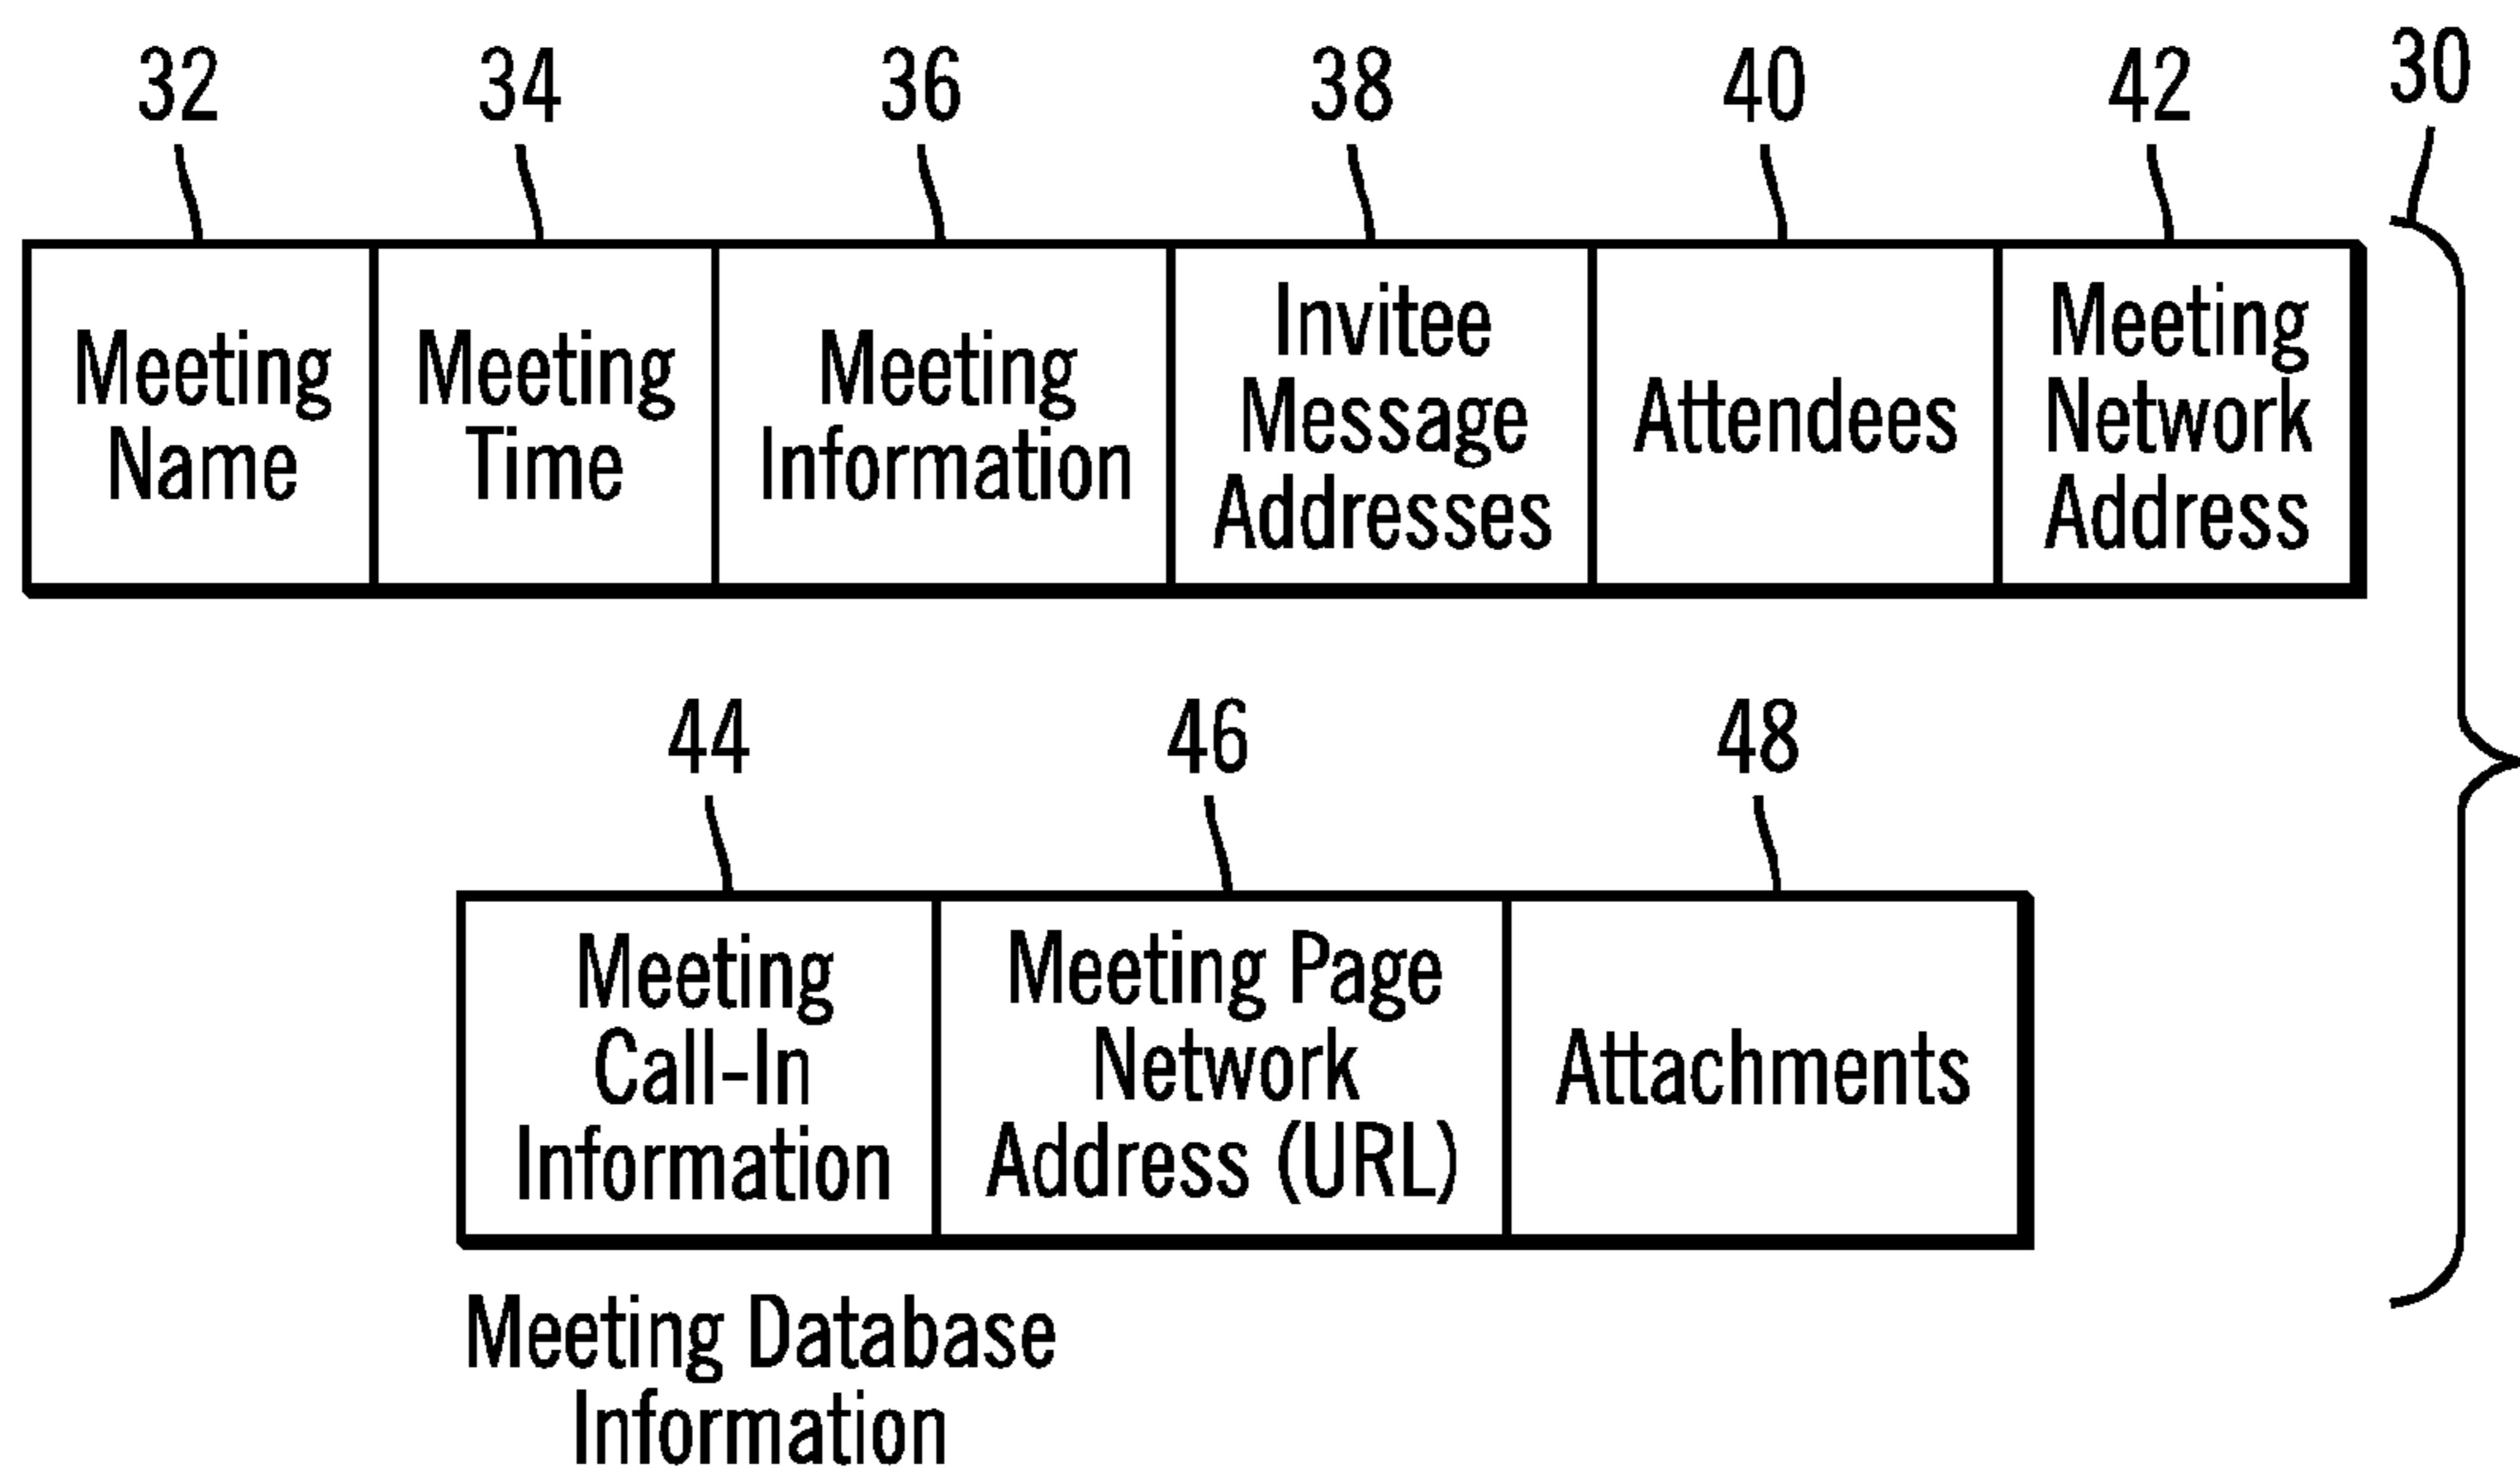 32 34 36 38 40 42 30
Meeting Name
Meeting Time
Meeting Information
Invitee Message Addresses
Attendees
Meeting Network Address
44 46 48
Meeting Call-In Information
Meeting Page Network Address (URL)
Attachments
Meeting Database
Information